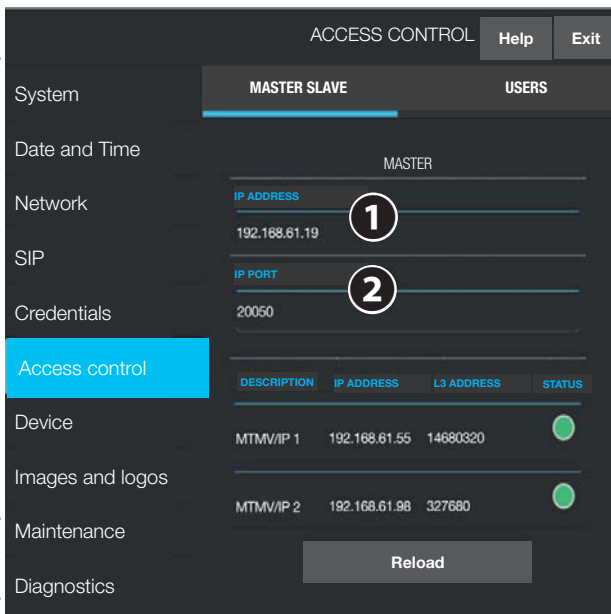 ACCESS CONTROL Help Exit
System
Date and Time
Network
SIP
Credentials
Access control
Device
Images and logos
Maintenance
Diagnostics
MASTER SLAVE USERS
MASTER
IP ADDRESS
1
192.168.61.19
IP PORT
2
20050
DESCRIPTION IP ADDRESS L3 ADDRESS STATUS
MTMV/IP 1 192.168.61.55 14680320
MTMV/IP 2 192.168.61.98 327680
Reload